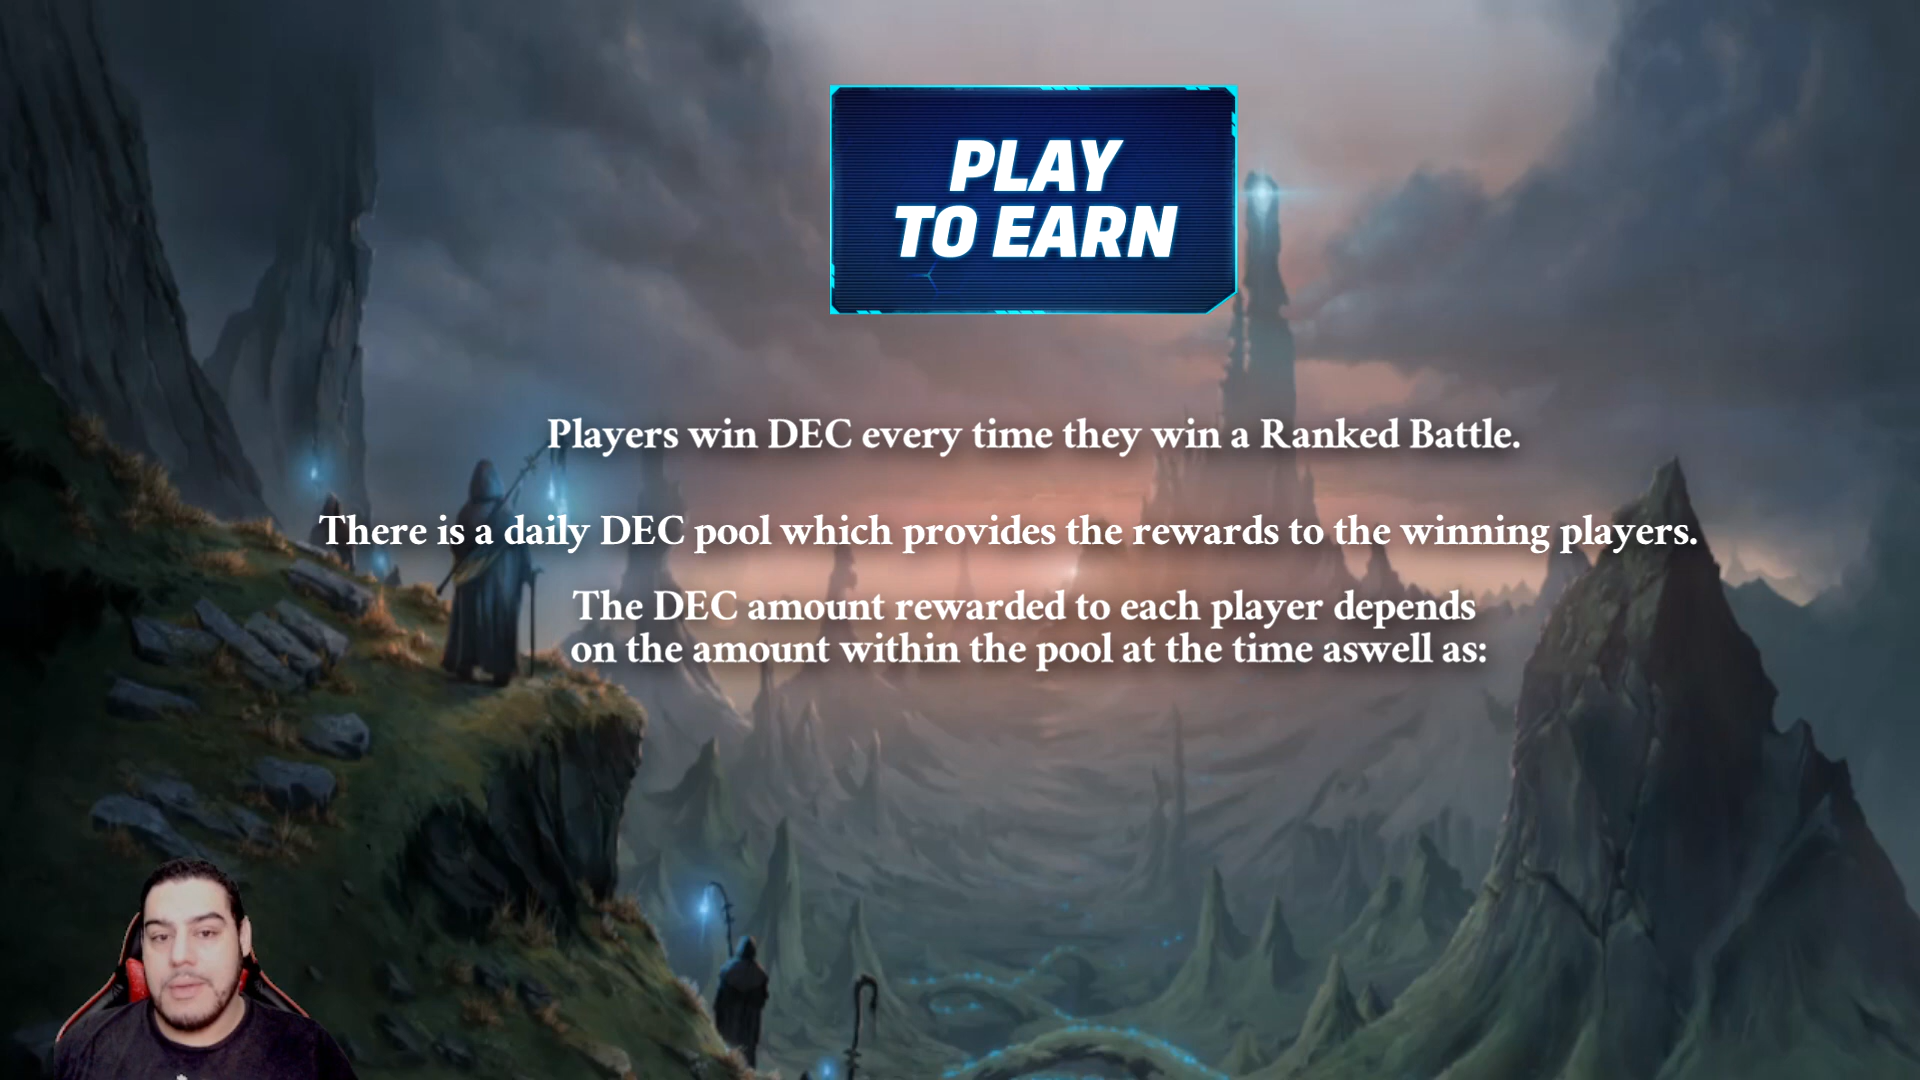 PLAY
TO EARN
Players win DEC every time they win a Ranked Battle.
There is a daily DEC pool which provides the rewards to the winning players.
The DEC amount rewarded to each player depends
on the amount within the pool at the time aswell as: